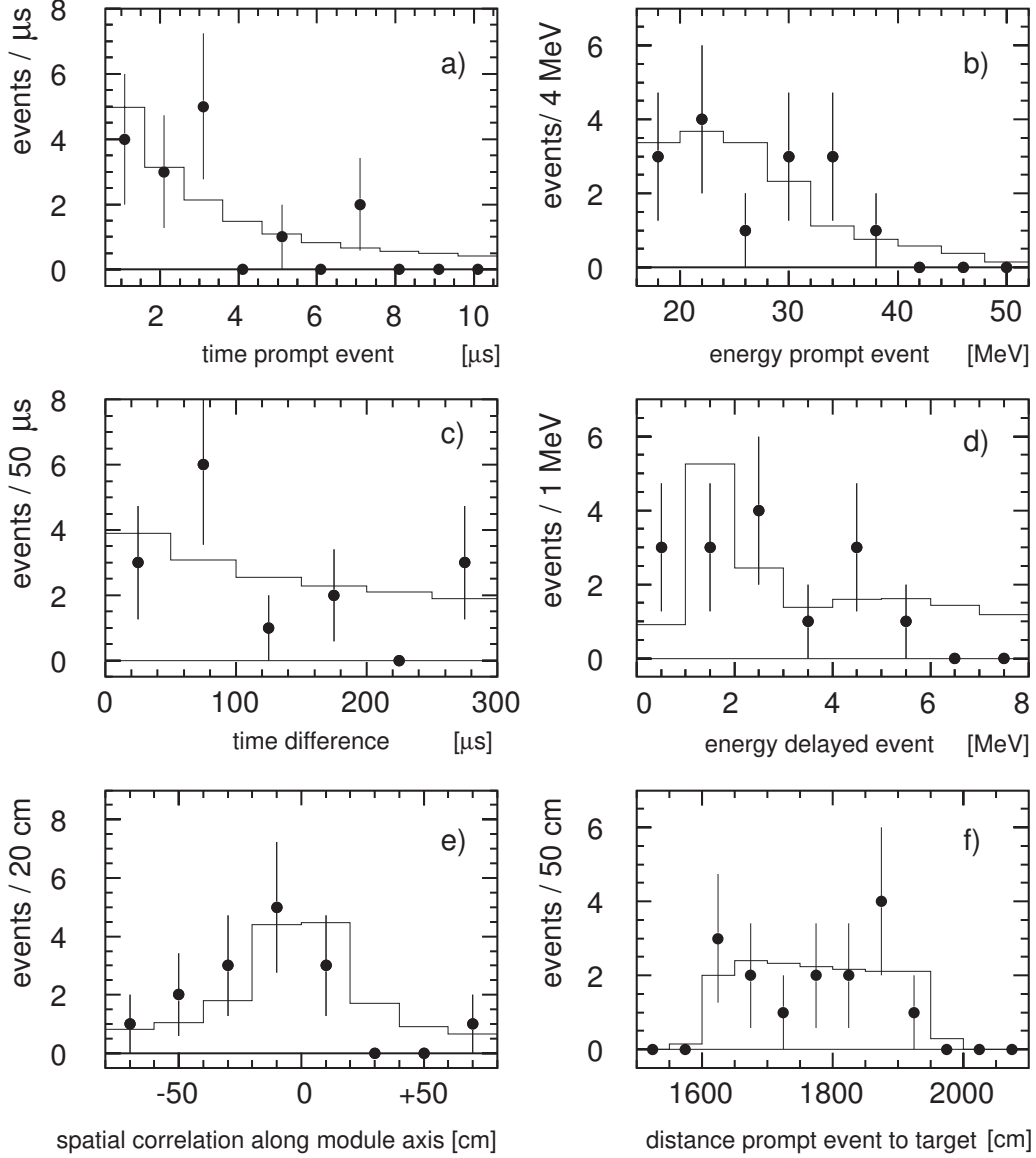 events / μs
8
6
4
2
0
a)
2 4 6 8 10
time prompt event [μs]
events/ 4 MeV
8
6
4
2
0
b)
20 30 40 50
energy prompt event [MeV]
events / 50 μs
8
6
4
2
0
c)
0 100 200 300
time difference [μs]
events / 1 MeV
6
4
2
0
d)
0 2 4 6 8
energy delayed event [MeV]
events / 20 cm
8
6
4
2
0
e)
-50 0 +50
spatial correlation along module axis [cm]
events / 50 cm
6
4
2
0
f)
1600 1800 2000
distance prompt event to target [cm]